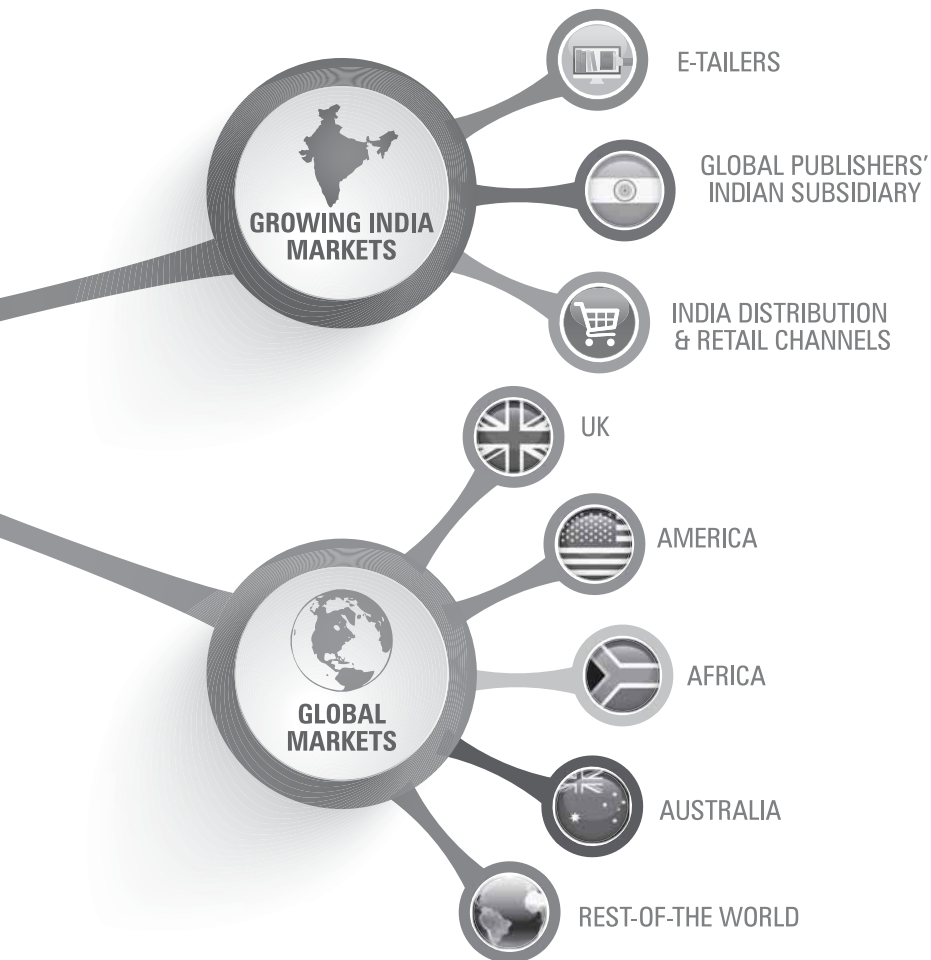 E-TAILERS
GLOBAL PUBLISHERS'
INDIAN SUBSIDIARY
GROWING INDIA
MARKETS
INDIA DISTRIBUTION
& RETAIL CHANNELS
UK
AMERICA
AFRICA
GLOBAL
MARKETS
AUSTRALIA
REST-OF-THE WORLD